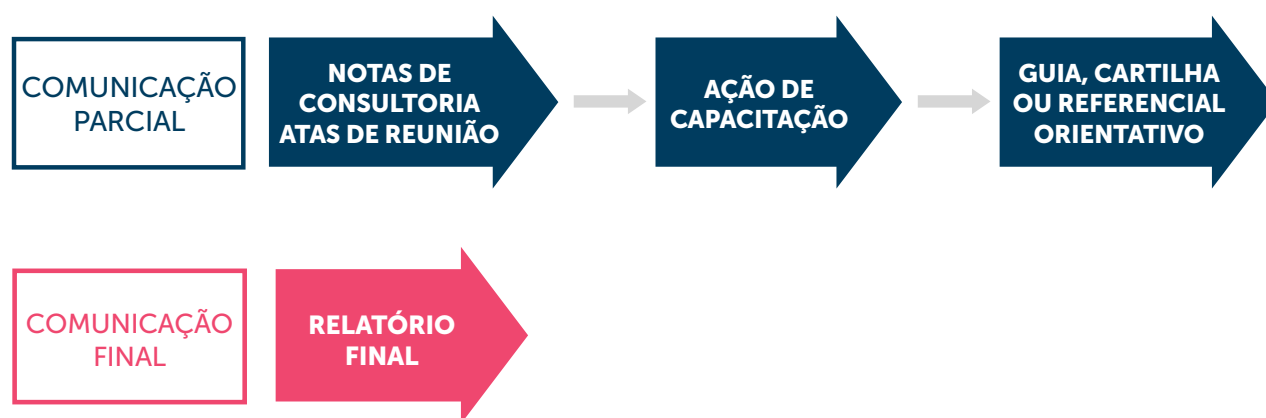 COMUNICAÇÃO
PARCIAL
NOTAS DE
CONSULTORIA
ATAS DE REUNIÃO
AÇÃO DE
CAPACITAÇÃO
GUIA, CARTILHA
OU REFERENCIAL
ORIENTATIVO
COMUNICAÇÃO
FINAL
RELATÓRIO
FINAL